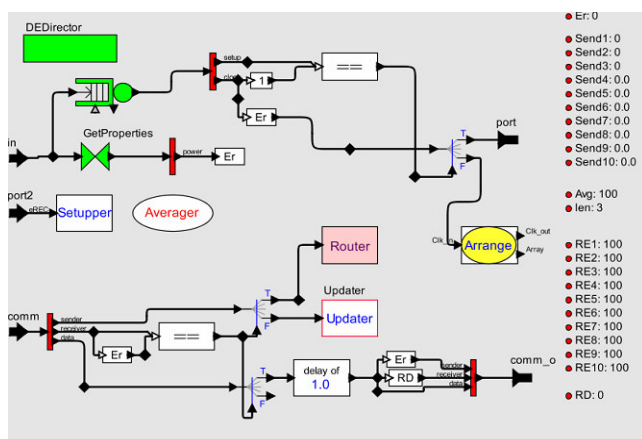 DEDirector
setup
clock
==
1
Er
T
F
port
in
GetProperties
power
Er
port2
eREC
Setupper
Averager
Clk_in
Arrange
Clk_out
Array
Router
Updater
Updater
T
F
comm
sender
receiver
data
Er
==
T
F
delay of
1.0
Er
RD
sender
receiver
data
comm_o
Er: 0
Send1: 0
Send2: 0
Send3: 0
Send4: 0.0
Send5: 0.0
Send6: 0.0
Send7: 0.0
Send8: 0.0
Send9: 0.0
Send10: 0.0
Avg: 100
len: 3
RE1: 100
RE2: 100
RE3: 100
RE4: 100
RE5: 100
RE6: 100
RE7: 100
RE8: 100
RE9: 100
RE10: 100
RD: 0